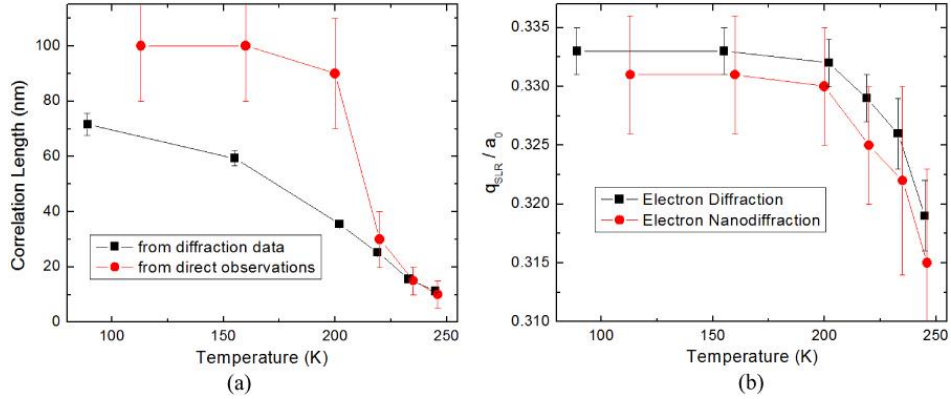 (a)
Correlation Length (nm)
100
80
60
40
20
0
from diffraction data
from direct observations
100
150
200
250
Temperature (K)
(a)
(b)
q_SLR / a_0
0.335
0.330
0.325
0.320
0.315
0.310
Electron Diffraction
Electron Nanodiffraction
100
150
200
250
Temperature (K)
(b)